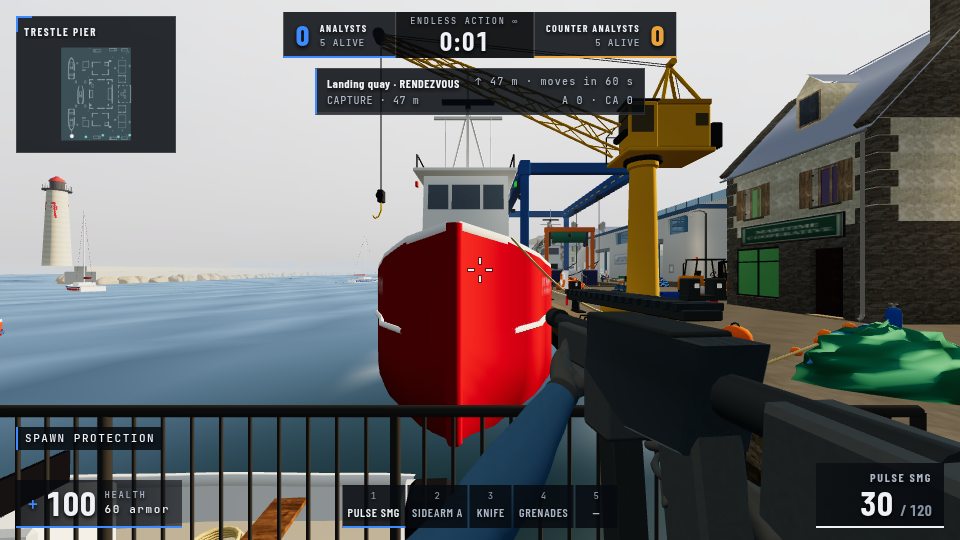 TRESTLE PIER
0 ANALYSTS
5 ALIVE
ENDLESS ACTION ∞
0:01
COUNTER ANALYSTS 0
5 ALIVE
Landing quay · RENDEZVOUS ↑ 47 m · moves in 60 s
CAPTURE · 47 m A 0 · CA 0
MARITIME
COOPERATIVE
SPAWN PROTECTION
+ 100 HEALTH
60 armor
1 2 3 4 5
PULSE SMG SIDEARM A KNIFE GRENADES —
PULSE SMG
30 / 120